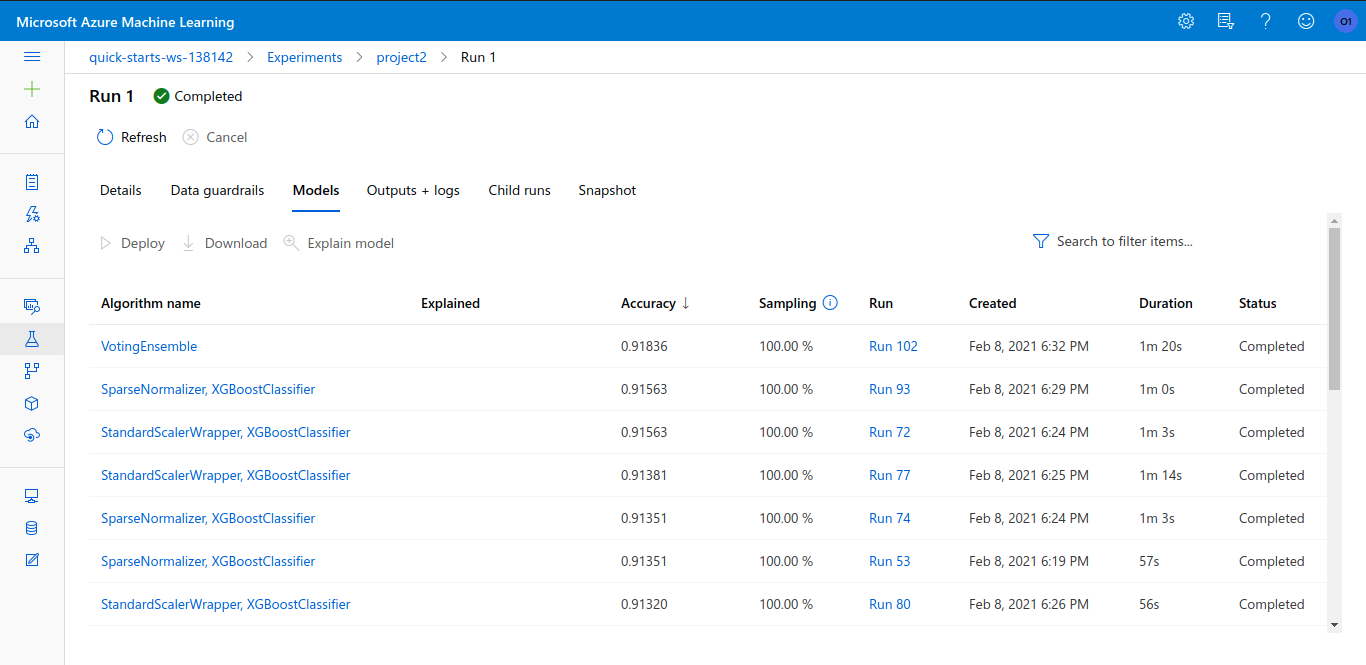 Microsoft Azure Machine Learning
?
O1
quick-starts-ws-138142 > Experiments > project2 > Run 1
Run 1 Completed
Refresh Cancel
Details Data guardrails Models Outputs + logs Child runs Snapshot
Deploy Download Explain model Search to filter items...
Algorithm name Explained Accuracy ↓ Sampling Run Created Duration Status
VotingEnsemble 0.91836 100.00 % Run 102 Feb 8, 2021 6:32 PM 1m 20s Completed
SparseNormalizer, XGBoostClassifier 0.91563 100.00 % Run 93 Feb 8, 2021 6:29 PM 1m 0s Completed
StandardScalerWrapper, XGBoostClassifier 0.91563 100.00 % Run 72 Feb 8, 2021 6:24 PM 1m 3s Completed
StandardScalerWrapper, XGBoostClassifier 0.91381 100.00 % Run 77 Feb 8, 2021 6:25 PM 1m 14s Completed
SparseNormalizer, XGBoostClassifier 0.91351 100.00 % Run 74 Feb 8, 2021 6:24 PM 1m 3s Completed
SparseNormalizer, XGBoostClassifier 0.91351 100.00 % Run 53 Feb 8, 2021 6:19 PM 57s Completed
StandardScalerWrapper, XGBoostClassifier 0.91320 100.00 % Run 80 Feb 8, 2021 6:26 PM 56s Completed